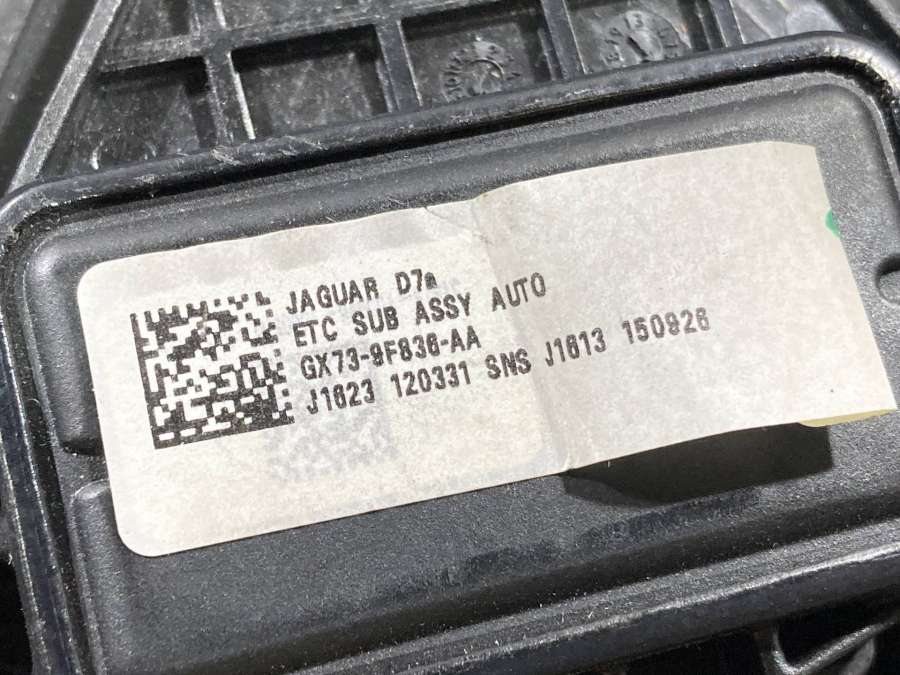 JAGUAR D7a
ETC SUB ASSY AUTO
GX73-9F836-AA
J1623 120331 SNS J1613 150926